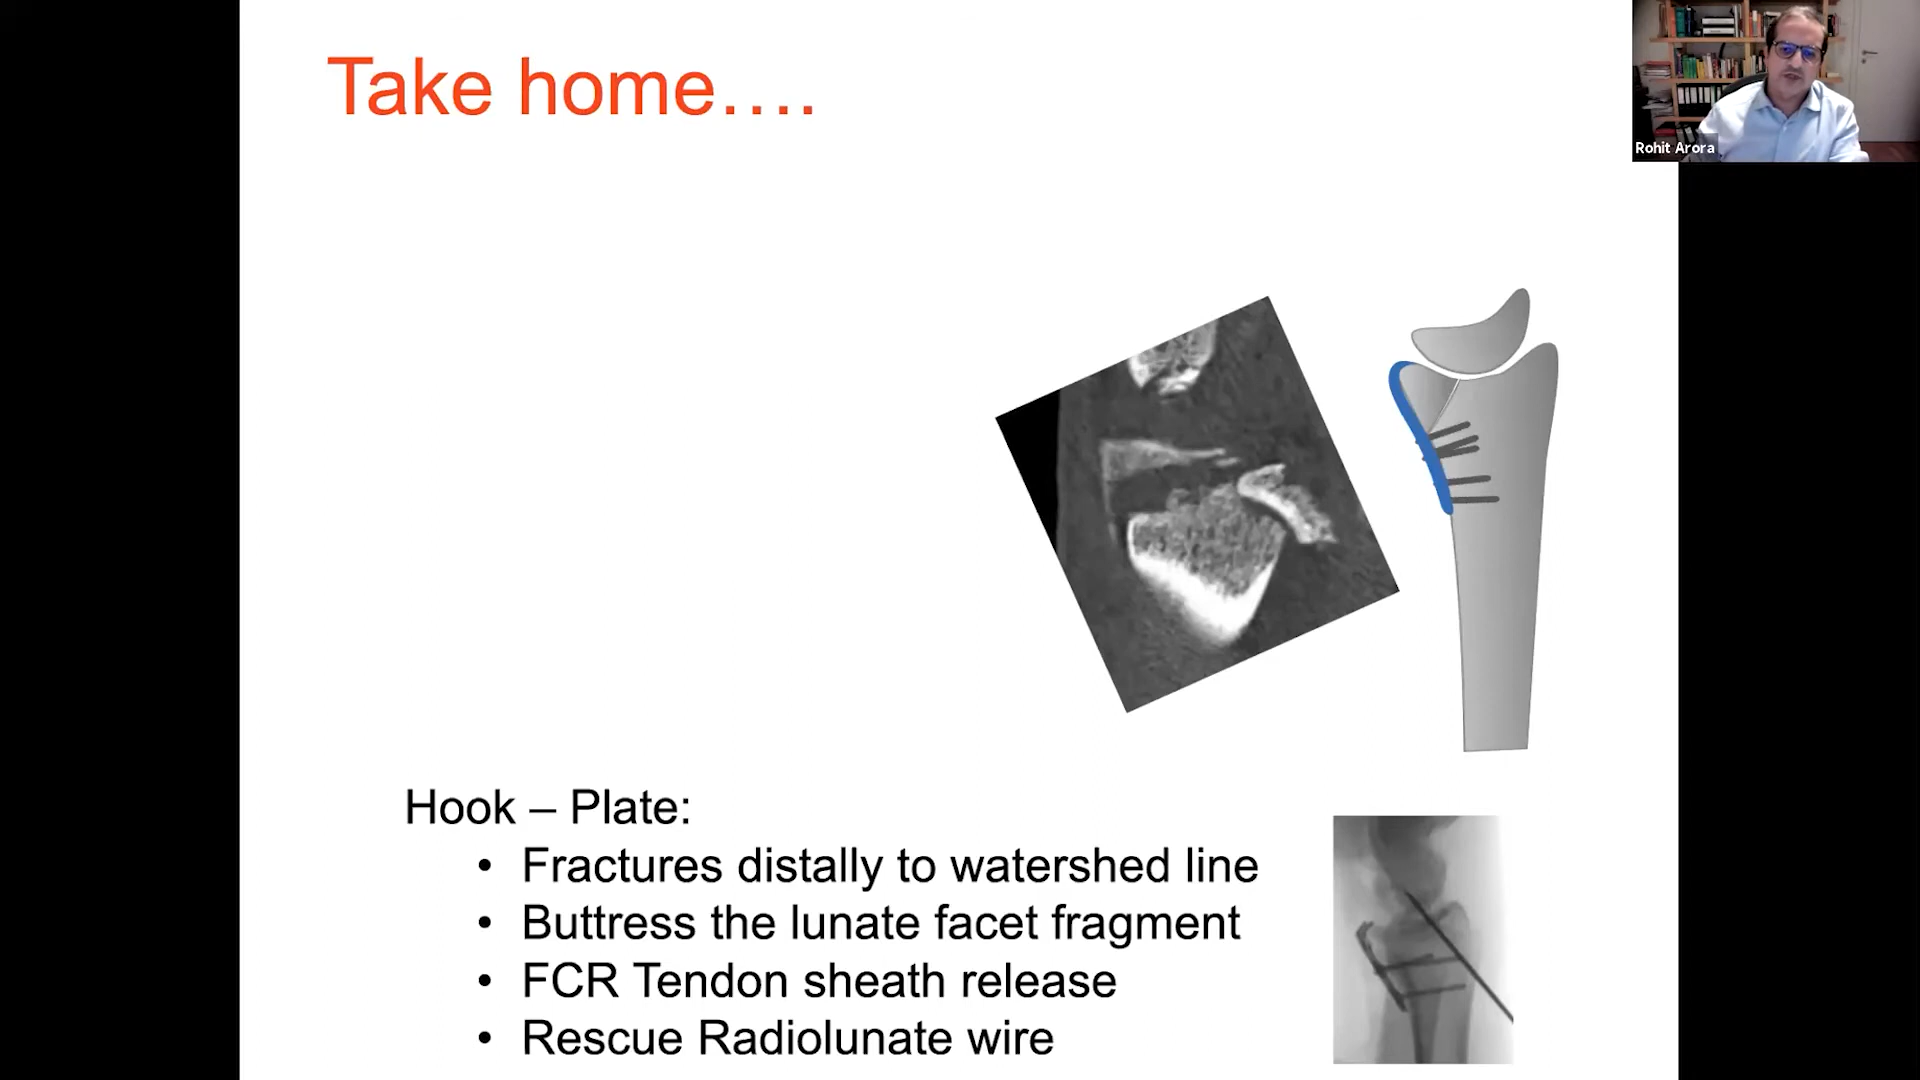 Take home….
Rohit Arora
Hook – Plate:
• Fractures distally to watershed line
• Buttress the lunate facet fragment
• FCR Tendon sheath release
• Rescue Radiolunate wire